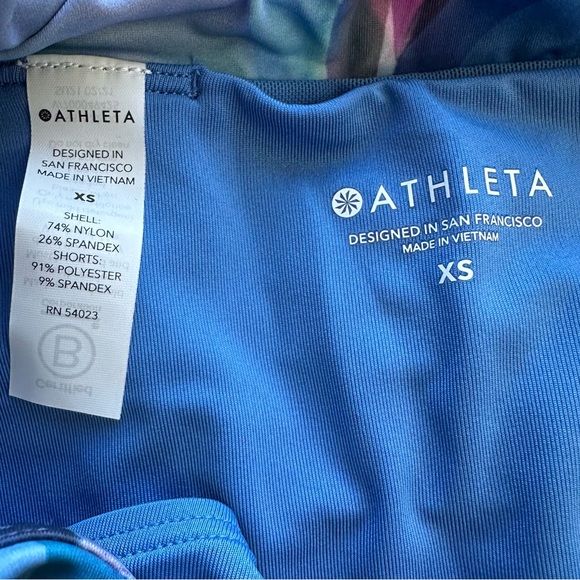 ATHLETA
DESIGNED IN
SAN FRANCISCO
MADE IN VIETNAM
XS
SHELL:
74% NYLON
26% SPANDEX
SHORTS:
91% POLYESTER
9% SPANDEX
RN 54023
B
Certified
ATHLETA
DESIGNED IN SAN FRANCISCO
MADE IN VIETNAM
XS